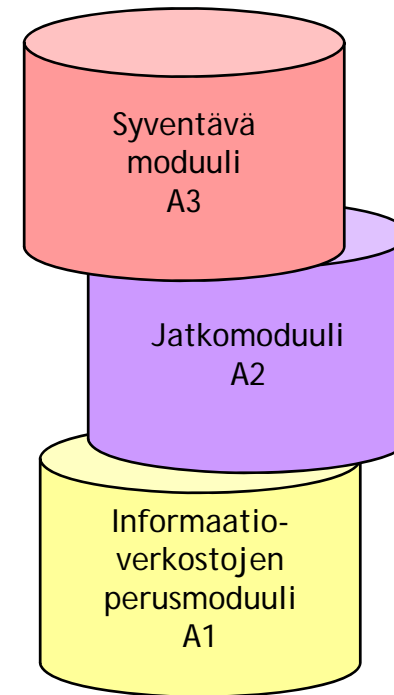 Syventävä
moduuli
A3
Jatkomoduuli
A2
Informaatio-
verkostojen
perusmoduuli
A1